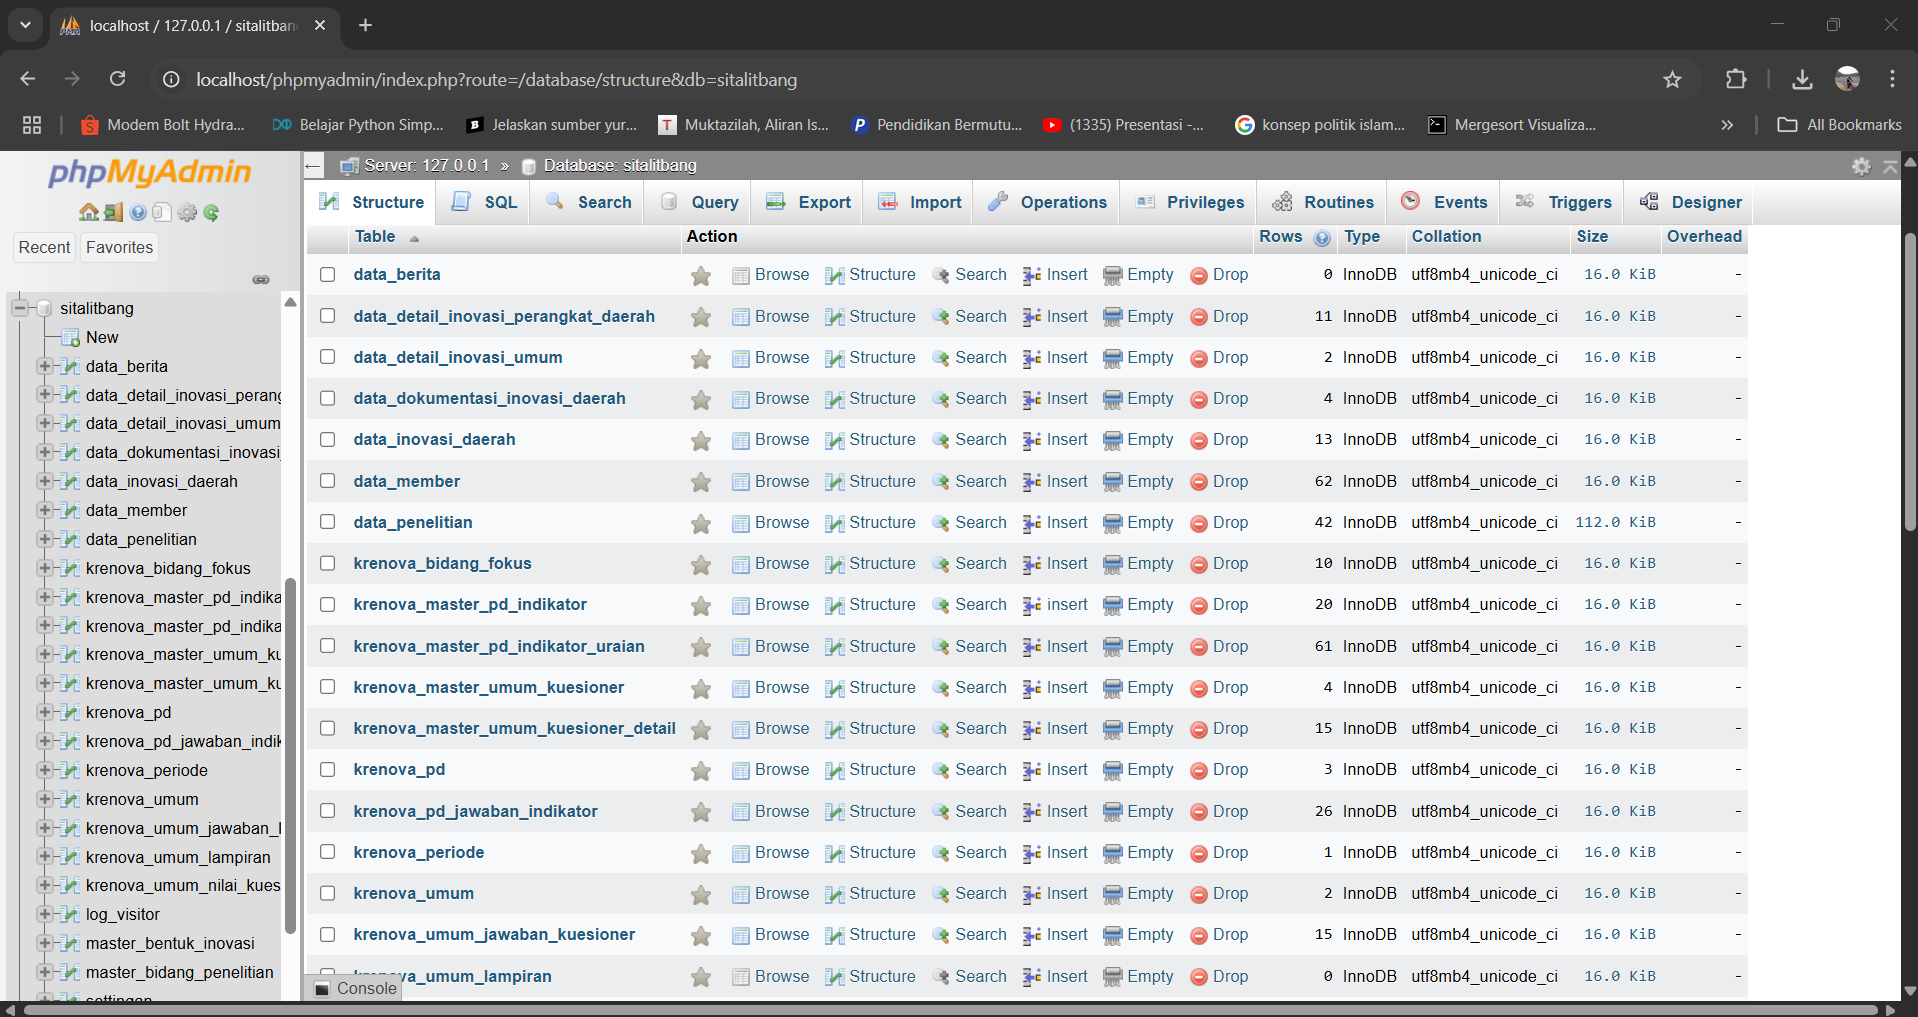 localhost / 127.0.0.1 / sitalitbang
localhost/phpmyadmin/index.php?route=/database/structure&db=sitalitbang
Modem Bolt Hydra... Belajar Python Simp... Jelaskan sumber yur... Muktazilah, Aliran Is... Pendidikan Bermutu... (1335) Presentasi -... konsep politik islam... Mergesort Visualiza... » All Bookmarks
phpMyAdmin
Recent Favorites
sitalitbang
New
data_berita
data_detail_inovasi_perang
data_detail_inovasi_umum
data_dokumentasi_inovasi_
data_inovasi_daerah
data_member
data_penelitian
krenova_bidang_fokus
krenova_master_pd_indika
krenova_master_pd_indika
krenova_master_umum_ku
krenova_master_umum_ku
krenova_pd
krenova_pd_jawaban_indik
krenova_periode
krenova_umum
krenova_umum_jawaban_
krenova_umum_lampiran
krenova_umum_nilai_kues
log_visitor
master_bentuk_inovasi
master_bidang_penelitian
Server: 127.0.0.1 » Database: sitalitbang
Structure SQL Search Query Export Import Operations Privileges Routines Events Triggers Designer
Table Action Rows Type Collation Size Overhead
data_berita Browse Structure Search Insert Empty Drop 0 InnoDB utf8mb4_unicode_ci 16.0 KiB -
data_detail_inovasi_perangkat_daerah Browse Structure Search Insert Empty Drop 11 InnoDB utf8mb4_unicode_ci 16.0 KiB -
data_detail_inovasi_umum Browse Structure Search Insert Empty Drop 2 InnoDB utf8mb4_unicode_ci 16.0 KiB -
data_dokumentasi_inovasi_daerah Browse Structure Search Insert Empty Drop 4 InnoDB utf8mb4_unicode_ci 16.0 KiB -
data_inovasi_daerah Browse Structure Search Insert Empty Drop 13 InnoDB utf8mb4_unicode_ci 16.0 KiB -
data_member Browse Structure Search Insert Empty Drop 62 InnoDB utf8mb4_unicode_ci 16.0 KiB -
data_penelitian Browse Structure Search Insert Empty Drop 42 InnoDB utf8mb4_unicode_ci 112.0 KiB -
krenova_bidang_fokus Browse Structure Search Insert Empty Drop 10 InnoDB utf8mb4_unicode_ci 16.0 KiB -
krenova_master_pd_indikator Browse Structure Search Insert Empty Drop 20 InnoDB utf8mb4_unicode_ci 16.0 KiB -
krenova_master_pd_indikator_uraian Browse Structure Search Insert Empty Drop 61 InnoDB utf8mb4_unicode_ci 16.0 KiB -
krenova_master_umum_kuesioner Browse Structure Search Insert Empty Drop 4 InnoDB utf8mb4_unicode_ci 16.0 KiB -
krenova_master_umum_kuesioner_detail Browse Structure Search Insert Empty Drop 15 InnoDB utf8mb4_unicode_ci 16.0 KiB -
krenova_pd Browse Structure Search Insert Empty Drop 3 InnoDB utf8mb4_unicode_ci 16.0 KiB -
krenova_pd_jawaban_indikator Browse Structure Search Insert Empty Drop 26 InnoDB utf8mb4_unicode_ci 16.0 KiB -
krenova_periode Browse Structure Search Insert Empty Drop 1 InnoDB utf8mb4_unicode_ci 16.0 KiB -
krenova_umum Browse Structure Search Insert Empty Drop 2 InnoDB utf8mb4_unicode_ci 16.0 KiB -
krenova_umum_jawaban_kuesioner Browse Structure Search Insert Empty Drop 15 InnoDB utf8mb4_unicode_ci 16.0 KiB -
krenova_umum_lampiran Browse Structure Search Insert Empty Drop 0 InnoDB utf8mb4_unicode_ci 16.0 KiB -
Console